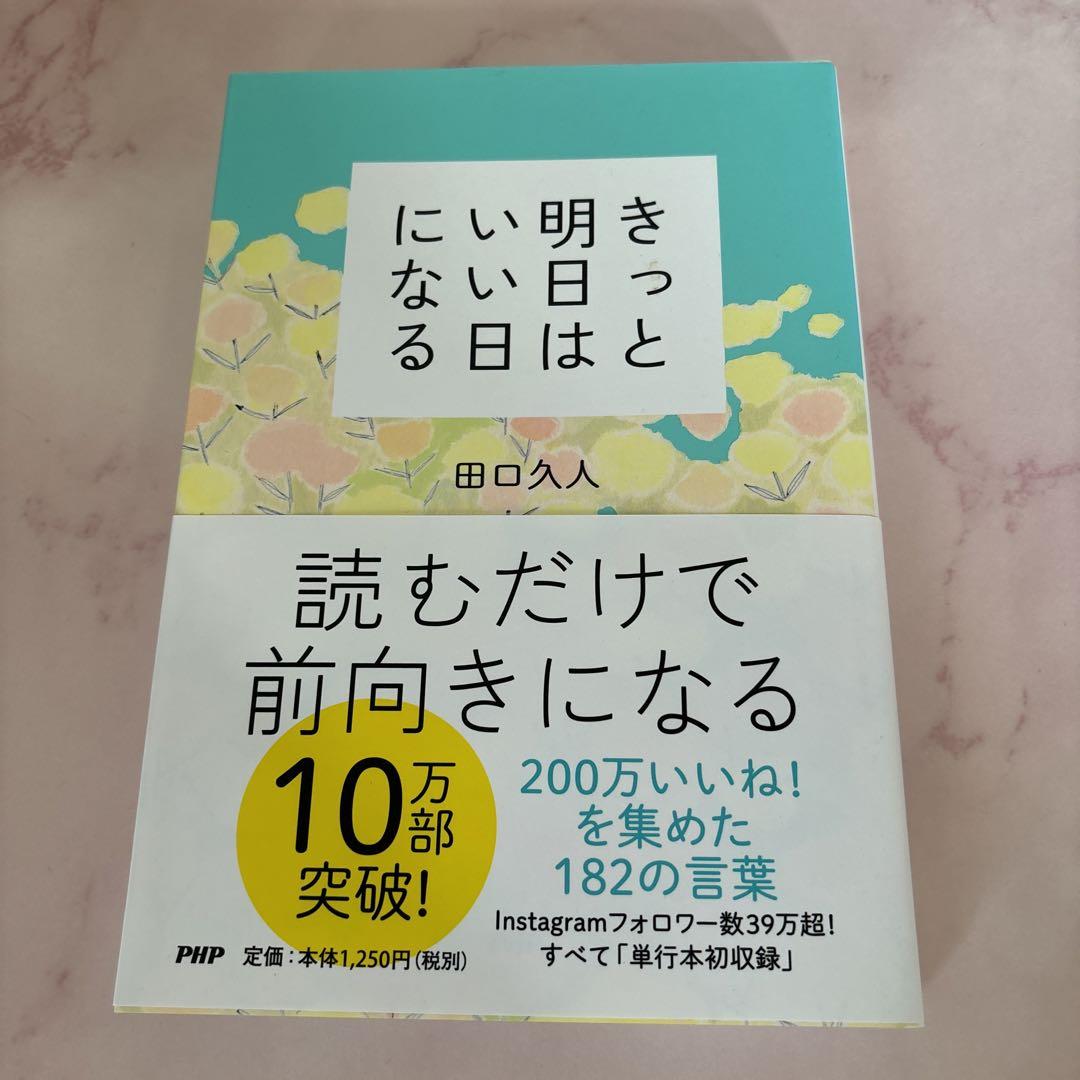 きっと
明日は
いい日
になる
田口久人
読むだけで
前向きになる
10万部
突破!
200万いいね!
を集めた
182の言葉
Instagramフォロワー数39万超!
すべて「単行本初収録」
PHP 定価:本体1,250円(税別)